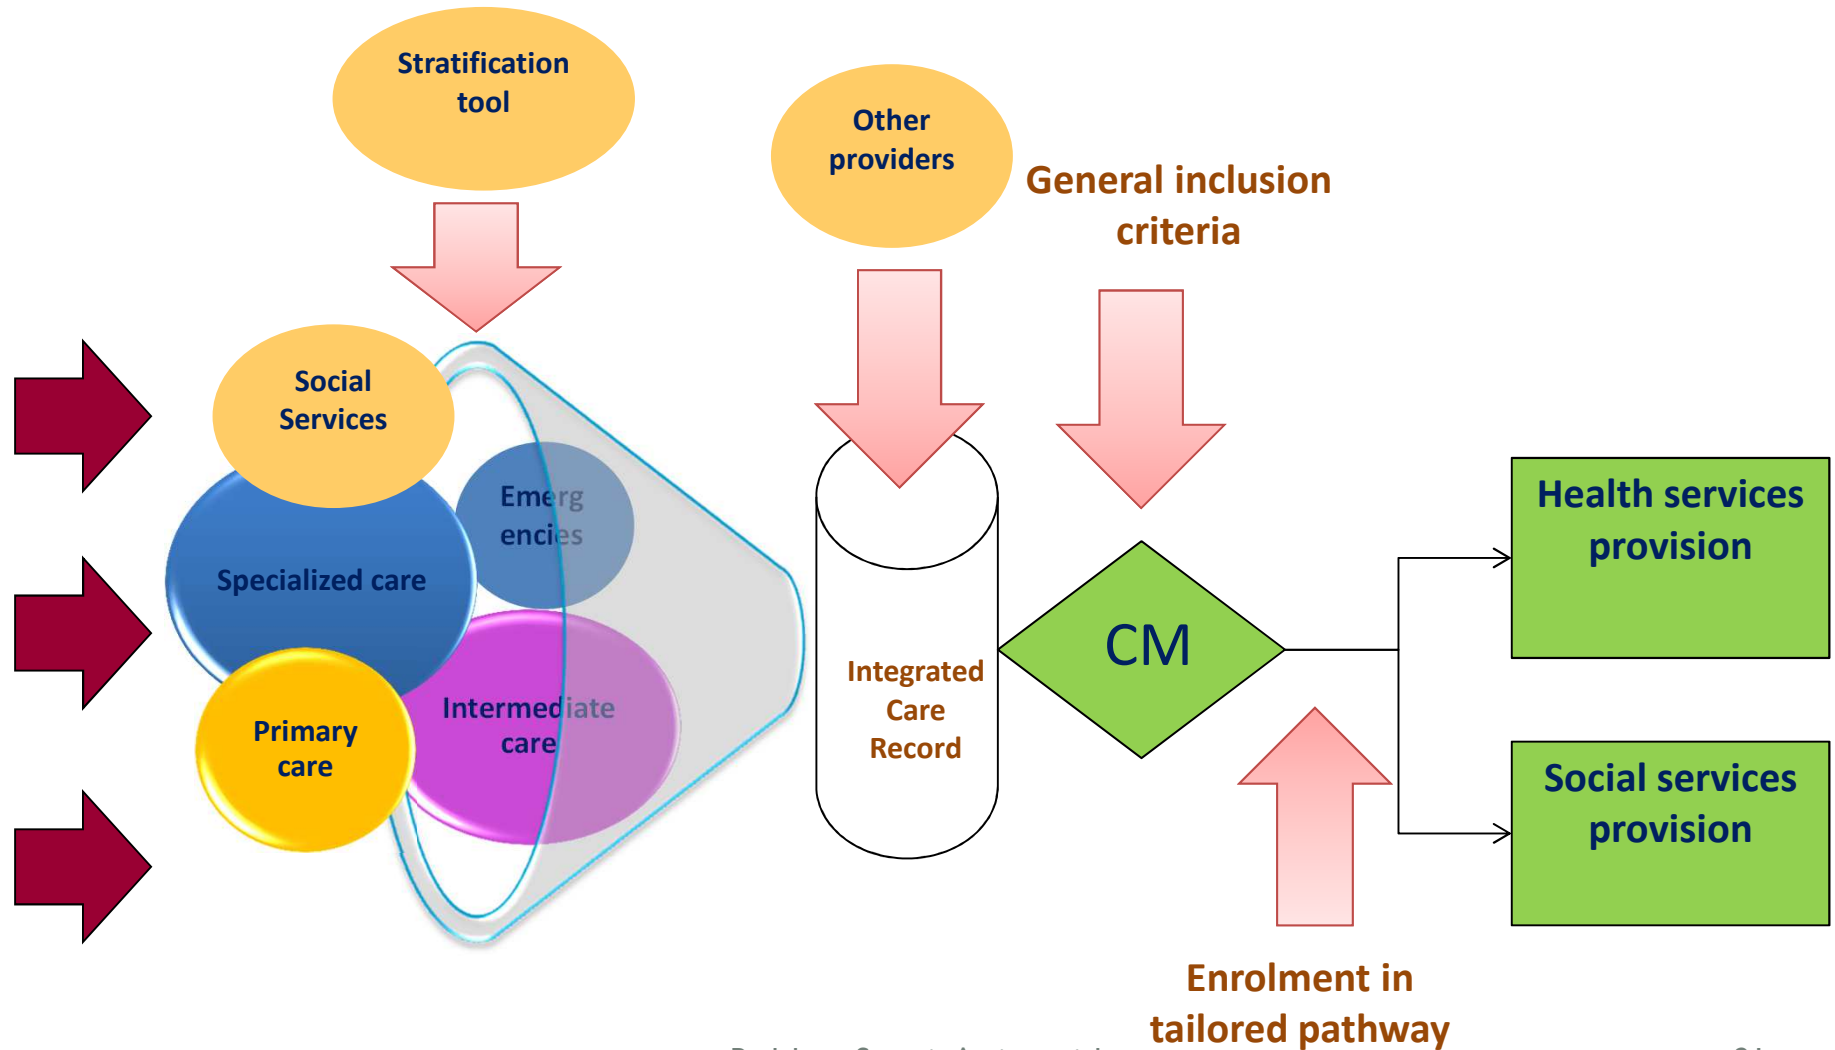 Stratification
tool
Other
providers
General inclusion
criteria
Social
Services
Emerg
encies
Specialized care
Intermediate
care
Primary
care
Integrated
Care
Record
CM
Health services
provision
Social services
provision
Enrolment in
tailored pathway